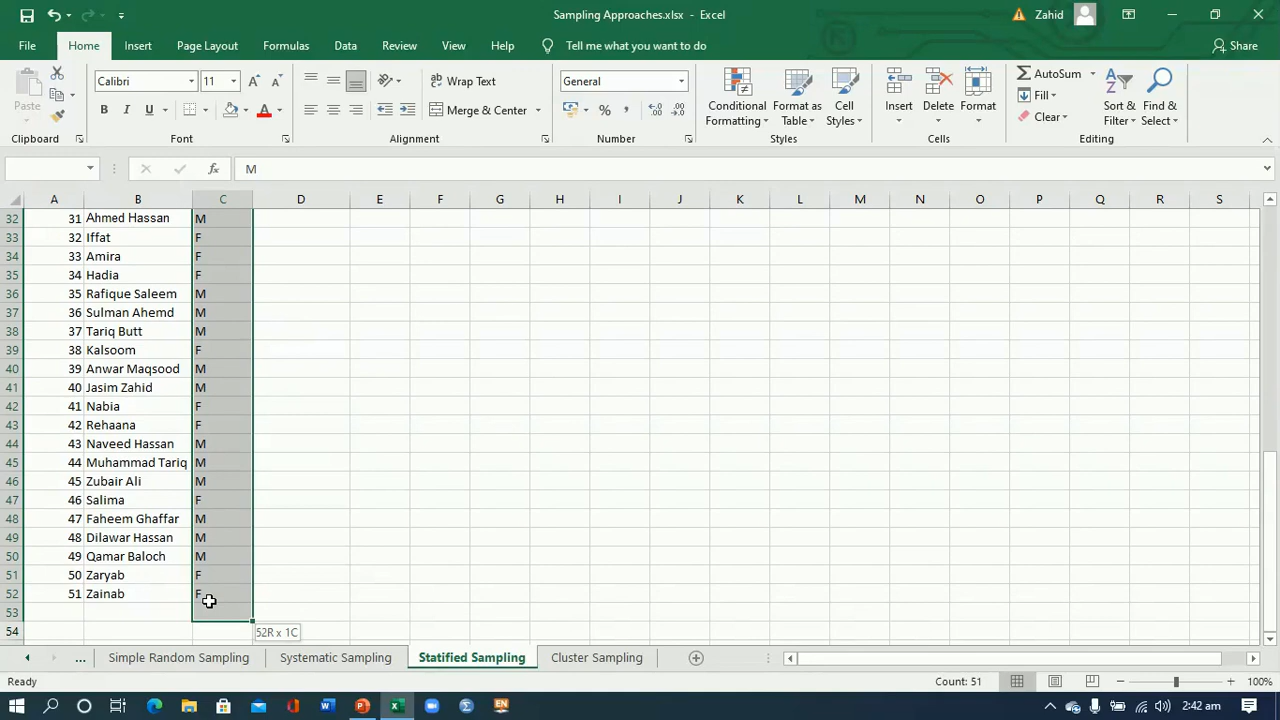 Sampling Approaches.xlsx - Excel
Zahid
File Home Insert Page Layout Formulas Data Review View Help Tell me what you want to do Share
Paste
Calibri 11
Wrap Text
Merge & Center
General
Conditional Formatting
Format as Table
Cell Styles
Insert
Delete
Format
AutoSum
Fill
Clear
Sort & Filter
Find & Select
Clipboard Font Alignment Number Styles Cells Editing
M
A B C D E F G H I J K L M N O P Q R S
32 31 Ahmed Hassan M
33 32 Iffat F
34 33 Amira F
35 34 Hadia F
36 35 Rafique Saleem M
37 36 Sulman Ahemd M
38 37 Tariq Butt M
39 38 Kalsoom F
40 39 Anwar Maqsood M
41 40 Jasim Zahid M
42 41 Nabia F
43 42 Rehaana F
44 43 Naveed Hassan M
45 44 Muhammad Tariq M
46 45 Zubair Ali M
47 46 Salima F
48 47 Faheem Ghaffar M
49 48 Dilawar Hassan M
50 49 Qamar Baloch M
51 50 Zaryab F
52 51 Zainab F
53
54
52R x 1C
... Simple Random Sampling Systematic Sampling Statified Sampling Cluster Sampling
Ready Count: 51 100%
EN 2:42 am